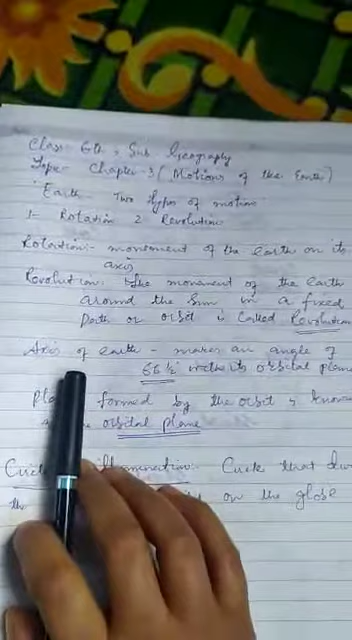 Class - 6th, Sub Geography
Topic - Chapter-3 (Motions of the Earth)
Earth - Two types of motion
1- Rotation 2 Revolution
Rotation:- movement of the earth on its
axis
Revolution:- the movement of the earth
around the Sun in a fixed
path or orbit is called Revolution
Axis of earth - makes an angle of
66½ with its orbital plane
formed by the orbit is known
orbital plane
illumination: Circle that
on the globe